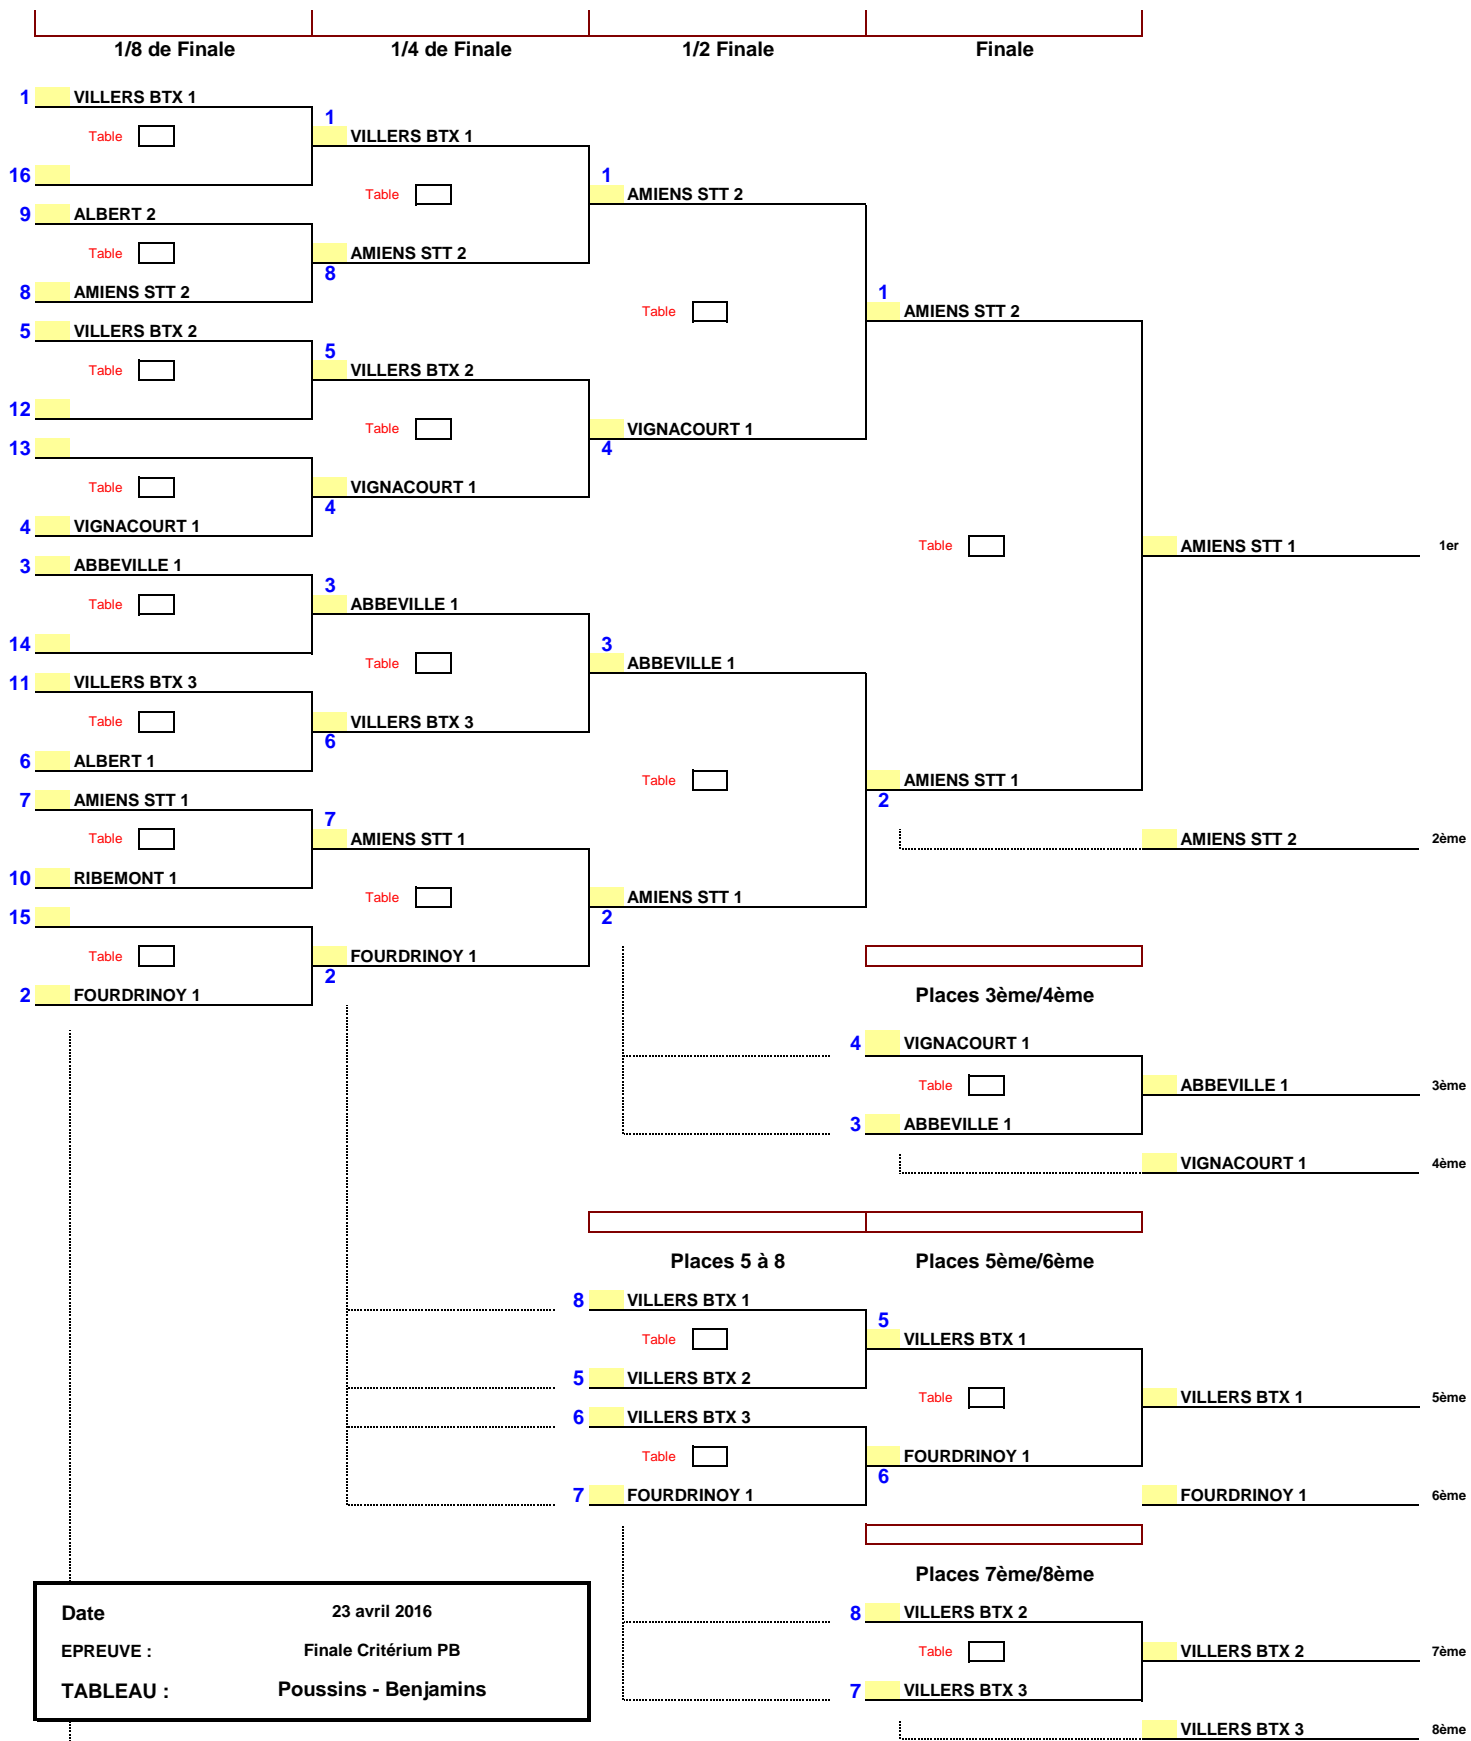 1/8 de Finale 1/4 de Finale 1/2 Finale Finale
1 VILLERS BTX 1
1
Table VILLERS BTX 1
16 1
Table AMIENS STT 2
9 ALBERT 2
Table AMIENS STT 2
8
8 AMIENS STT 2 1
Table AMIENS STT 2
5 VILLERS BTX 2
5
Table VILLERS BTX 2
12
Table VIGNACOURT 1
13 4
Table VIGNACOURT 1
4
4 VIGNACOURT 1
Table AMIENS STT 1 1er
3 ABBEVILLE 1
3
Table ABBEVILLE 1
14 3
Table ABBEVILLE 1
11 VILLERS BTX 3
Table VILLERS BTX 3
6
6 ALBERT 1
Table AMIENS STT 1
7 AMIENS STT 1 2
7
Table AMIENS STT 1 AMIENS STT 2 2ème
10 RIBEMONT 1
Table AMIENS STT 1
15 2
Table FOURDRINOY 1
2
2 FOURDRINOY 1 Places 3ème/4ème
4 VIGNACOURT 1
Table ABBEVILLE 1 3ème
3 ABBEVILLE 1
VIGNACOURT 1 4ème
Places 5 à 8 Places 5ème/6ème
8 VILLERS BTX 1
5
Table VILLERS BTX 1
5 VILLERS BTX 2
Table VILLERS BTX 1 5ème
6 VILLERS BTX 3
Table FOURDRINOY 1
6
7 FOURDRINOY 1 FOURDRINOY 1 6ème
Places 7ème/8ème
Date 23 avril 2016
8 VILLERS BTX 2
EPREUVE : Finale Critérium PB
Table VILLERS BTX 2 7ème
TABLEAU : Poussins - Benjamins
7 VILLERS BTX 3
VILLERS BTX 3 8ème